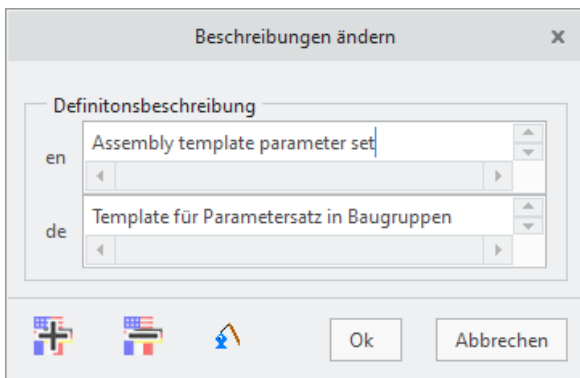 Beschreibungen ändern
Definitonsbeschreibung
en
Assembly template parameter set
de
Template für Parametersatz in Baugruppen
Ok
Abbrechen